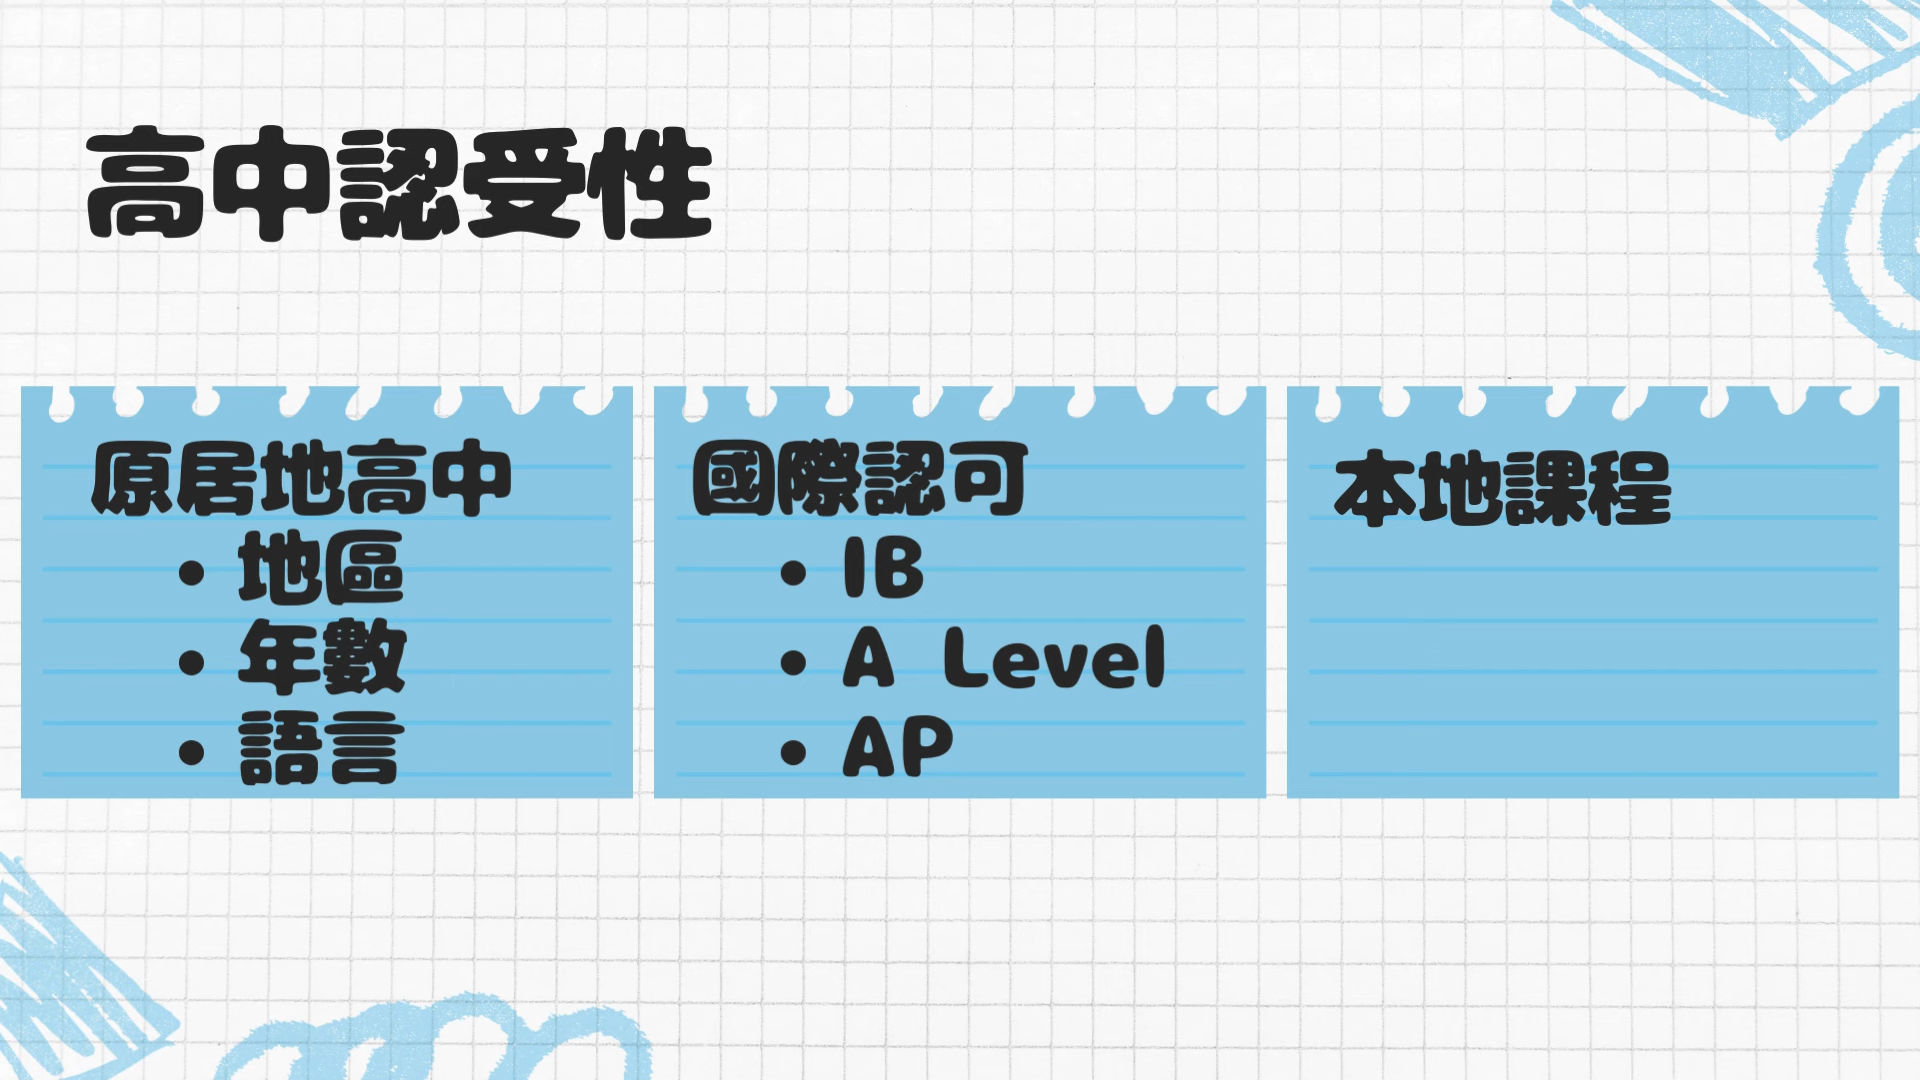 高中認受性
原居地高中
• 地區
• 年數
• 語言
國際認可
• IB
• A Level
• AP
本地課程